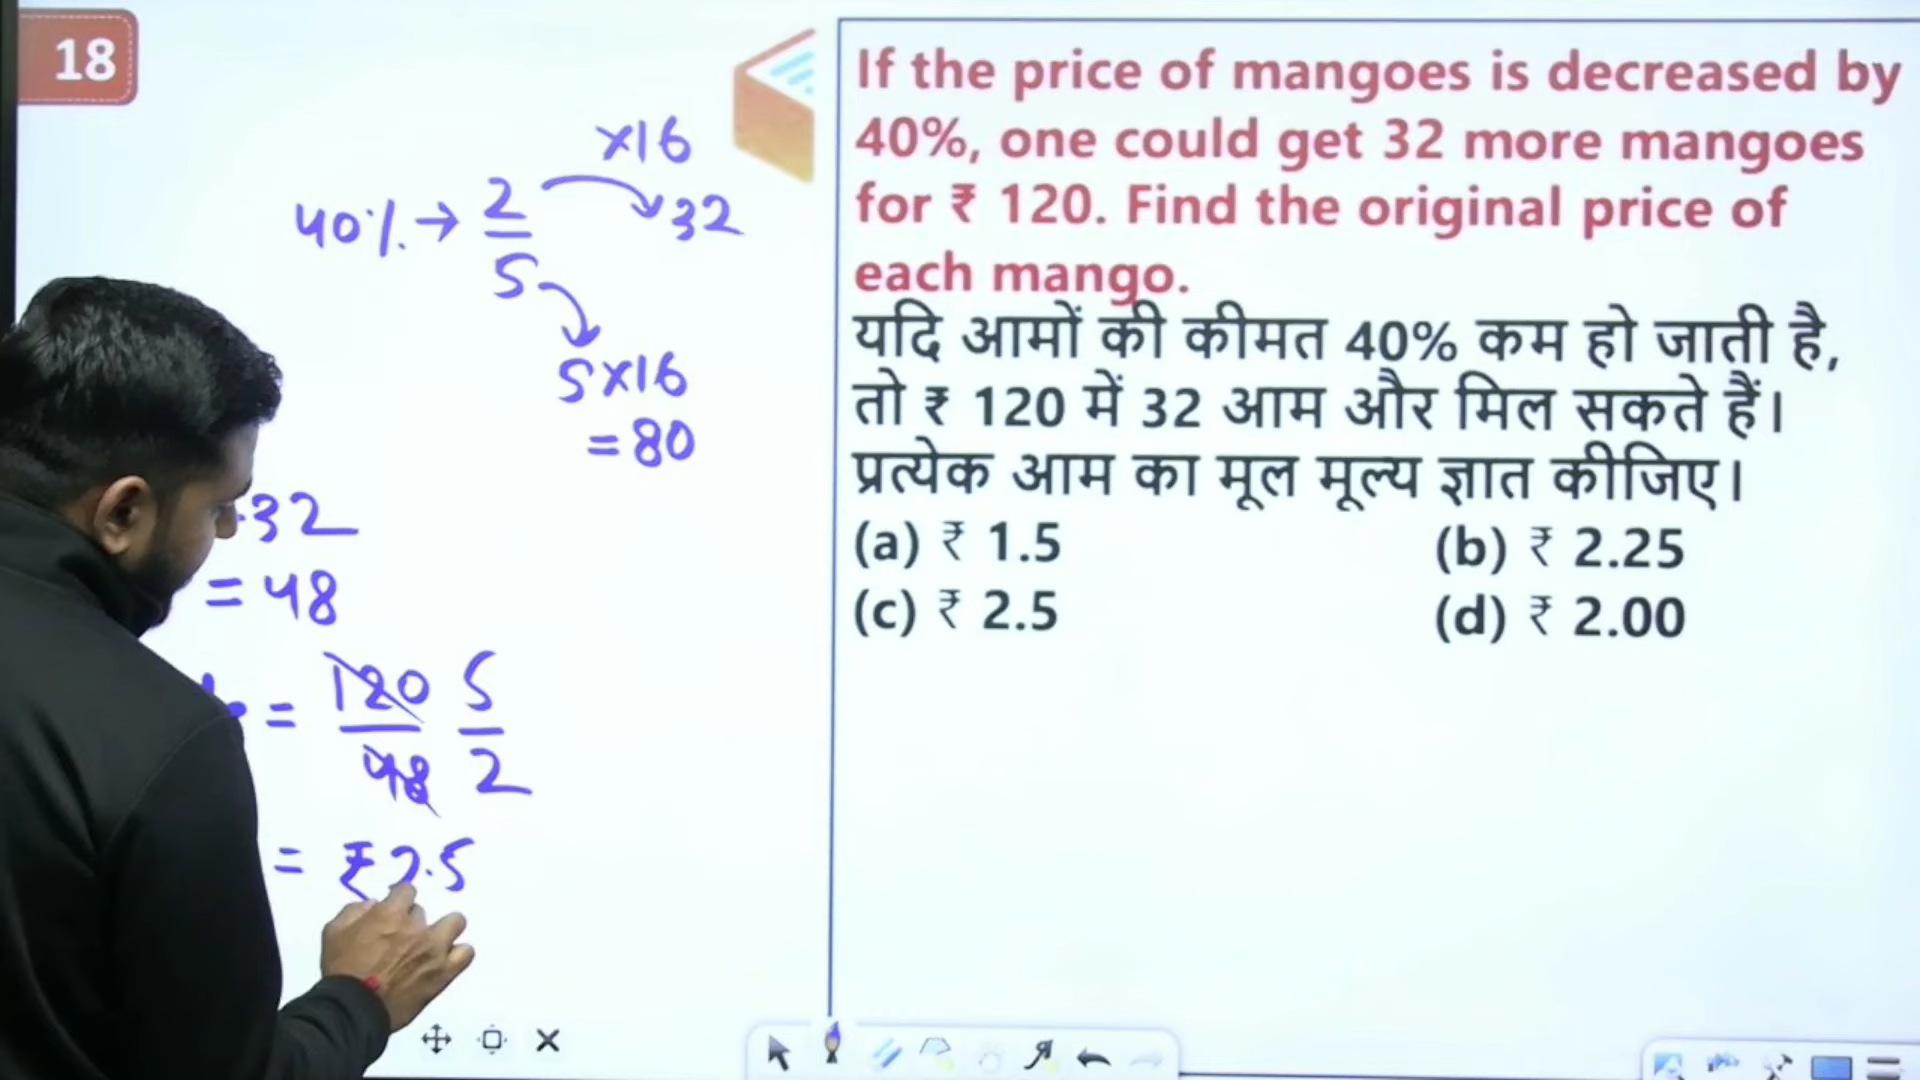 18
×16
40% → 2/5
32
5×16
= 80
-32
= 48
= 120/48 5/2
= ₹2.5
If the price of mangoes is decreased by
40%, one could get 32 more mangoes
for ₹ 120. Find the original price of
each mango.
यदि आमों की कीमत 40% कम हो जाती है,
तो ₹ 120 में 32 आम और मिल सकते हैं।
प्रत्येक आम का मूल मूल्य ज्ञात कीजिए।
(a) ₹ 1.5 (b) ₹ 2.25
(c) ₹ 2.5 (d) ₹ 2.00